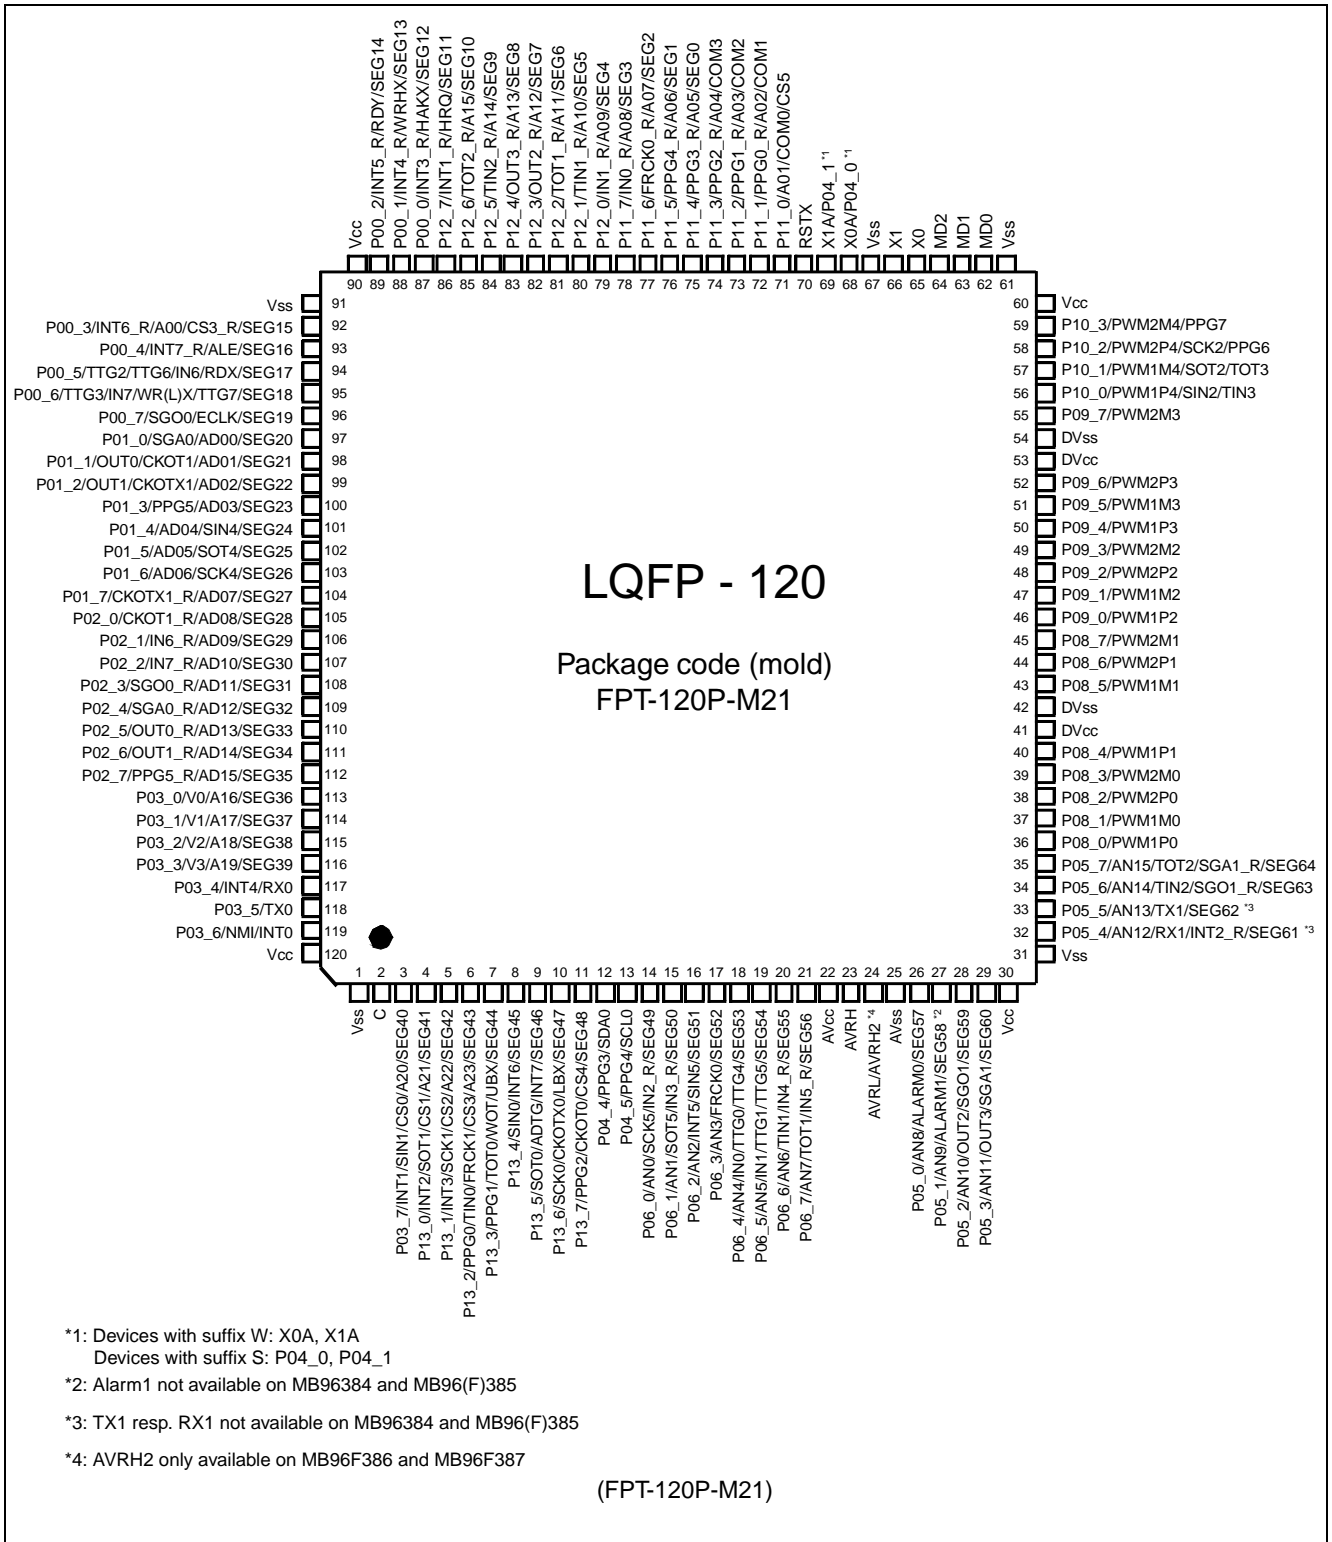 Vcc
P00_2/INT5_R/RDY/SEG14
P00_1/INT4_R/WRHX/SEG13
P00_0/INT3_R/HAKX/SEG12
P12_7/INT1_R/HRQ/SEG11
P12_6/TOT2_R/A15/SEG10
P12_5/TIN2_R/A14/SEG9
P12_4/OUT3_R/A13/SEG8
P12_3/OUT2_R/A12/SEG7
P12_2/TOT1_R/A11/SEG6
P12_1/TIN1_R/A10/SEG5
P12_0/IN1_R/A09/SEG4
P11_7/IN0_R/A08/SEG3
P11_6/FRCK0_R/A07/SEG2
P11_5/PPG4_R/A06/SEG1
P11_4/PPG3_R/A05/SEG0
P11_3/PPG2_R/A04/COM3
P11_2/PPG1_R/A03/COM2
P11_1/PPG0_R/A02/COM1
P11_0/A01/COM0/CS5
RSTX
X1A/P04_1 *1
X0A/P04_0 *1
Vss
X1
X0
MD2
MD1
MD0
Vss
90 89 88 87 86 85 84 83 82 81 80 79 78 77 76 75 74 73 72 71 70 69 68 67 66 65 64 63 62 61
Vss 91
P00_3/INT6_R/A00/CS3_R/SEG15 92
P00_4/INT7_R/ALE/SEG16 93
P00_5/TTG2/TTG6/IN6/RDX/SEG17 94
P00_6/TTG3/IN7/WR(L)X/TTG7/SEG18 95
P00_7/SGO0/ECLK/SEG19 96
P01_0/SGA0/AD00/SEG20 97
P01_1/OUT0/CKOT1/AD01/SEG21 98
P01_2/OUT1/CKOTX1/AD02/SEG22 99
P01_3/PPG5/AD03/SEG23 100
P01_4/AD04/SIN4/SEG24 101
P01_5/AD05/SOT4/SEG25 102
P01_6/AD06/SCK4/SEG26 103
P01_7/CKOTX1_R/AD07/SEG27 104
P02_0/CKOT1_R/AD08/SEG28 105
P02_1/IN6_R/AD09/SEG29 106
P02_2/IN7_R/AD10/SEG30 107
P02_3/SGO0_R/AD11/SEG31 108
P02_4/SGA0_R/AD12/SEG32 109
P02_5/OUT0_R/AD13/SEG33 110
P02_6/OUT1_R/AD14/SEG34 111
P02_7/PPG5_R/AD15/SEG35 112
P03_0/V0/A16/SEG36 113
P03_1/V1/A17/SEG37 114
P03_2/V2/A18/SEG38 115
P03_3/V3/A19/SEG39 116
P03_4/INT4/RX0 117
P03_5/TX0 118
P03_6/NMI/INT0 119
Vcc 120
LQFP - 120
Package code (mold)
FPT-120P-M21
60 Vcc
59 P10_3/PWM2M4/PPG7
58 P10_2/PWM2P4/SCK2/PPG6
57 P10_1/PWM1M4/SOT2/TOT3
56 P10_0/PWM1P4/SIN2/TIN3
55 P09_7/PWM2M3
54 DVss
53 DVcc
52 P09_6/PWM2P3
51 P09_5/PWM1M3
50 P09_4/PWM1P3
49 P09_3/PWM2M2
48 P09_2/PWM2P2
47 P09_1/PWM1M2
46 P09_0/PWM1P2
45 P08_7/PWM2M1
44 P08_6/PWM2P1
43 P08_5/PWM1M1
42 DVss
41 DVcc
40 P08_4/PWM1P1
39 P08_3/PWM2M0
38 P08_2/PWM2P0
37 P08_1/PWM1M0
36 P08_0/PWM1P0
35 P05_7/AN15/TOT2/SGA1_R/SEG64
34 P05_6/AN14/TIN2/SGO1_R/SEG63
33 P05_5/AN13/TX1/SEG62 *3
32 P05_4/AN12/RX1/INT2_R/SEG61 *3
31 Vss
1 2 3 4 5 6 7 8 9 10 11 12 13 14 15 16 17 18 19 20 21 22 23 24 25 26 27 28 29 30
Vss
C
P03_7/INT1/SIN1/CS0/A20/SEG40
P13_0/INT2/SOT1/CS1/A21/SEG41
P13_1/INT3/SCK1/CS2/A22/SEG42
P13_2/PPG0/TIN0/FRCK1/CS3/A23/SEG43
P13_3/PPG1/TOT0/WOT/UBX/SEG44
P13_4/SIN0/INT6/SEG45
P13_5/SOT0/ADTG/INT7/SEG46
P13_6/SCK0/CKOTX0/LBX/SEG47
P13_7/PPG2/CKOT0/CS4/SEG48
P04_4/PPG3/SDA0
P04_5/PPG4/SCL0
P06_0/AN0/SCK5/IN2_R/SEG49
P06_1/AN1/SOT5/IN3_R/SEG50
P06_2/AN2/INT5/SIN5/SEG51
P06_3/AN3/FRCK0/SEG52
P06_4/AN4/IN0/TTG0/TTG4/SEG53
P06_5/AN5/IN1/TTG1/TTG5/SEG54
P06_6/AN6/TIN1/IN4_R/SEG55
P06_7/AN7/TOT1/IN5_R/SEG56
AVcc
AVRH
AVRL/AVRH2 *4
AVss
P05_0/AN8/ALARM0/SEG57
P05_1/AN9/ALARM1/SEG58 *2
P05_2/AN10/OUT2/SGO1/SEG59
P05_3/AN11/OUT3/SGA1/SEG60
Vcc
*1: Devices with suffix W: X0A, X1A
Devices with suffix S: P04_0, P04_1
*2: Alarm1 not available on MB96384 and MB96(F)385
*3: TX1 resp. RX1 not available on MB96384 and MB96(F)385
*4: AVRH2 only available on MB96F386 and MB96F387
(FPT-120P-M21)